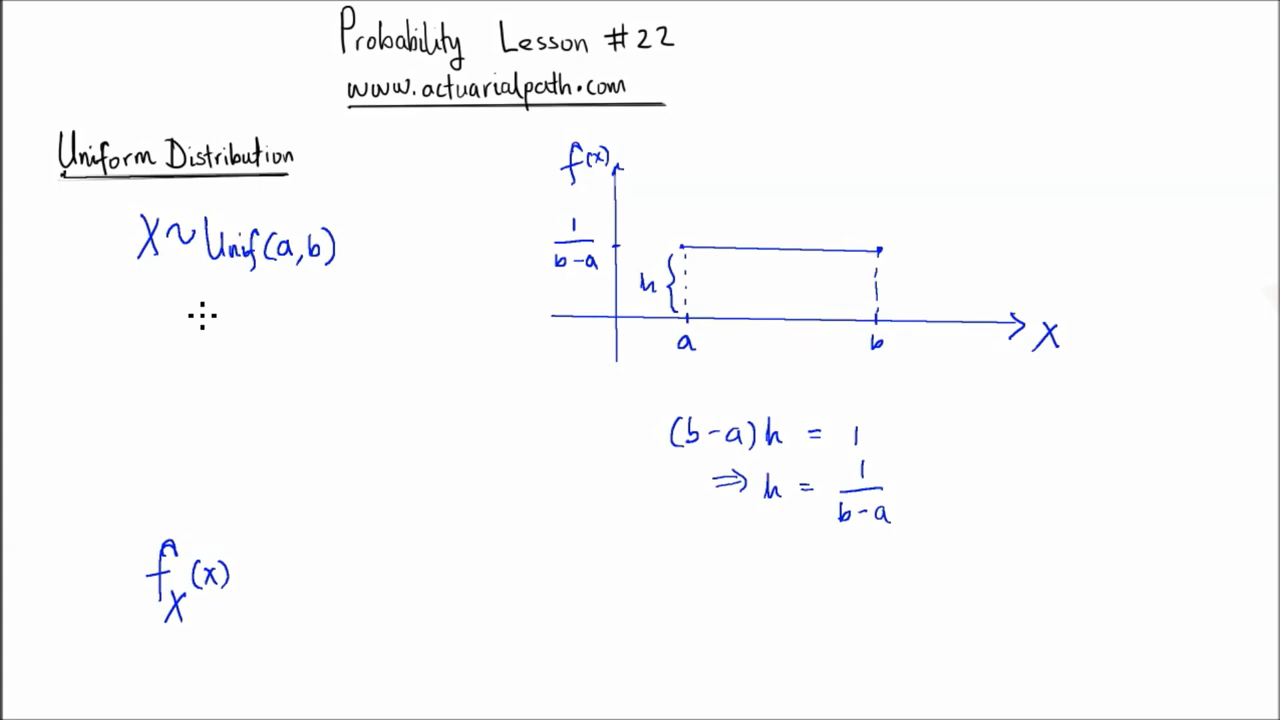 Probability Lesson #22
www.actuarialpath.com
Uniform Distribution
X ~ Unif(a,b)
f(x)
1
b-a
h
a
b
X
(b-a)h = 1
⇒ h = 1
b-a
f
X
(x)